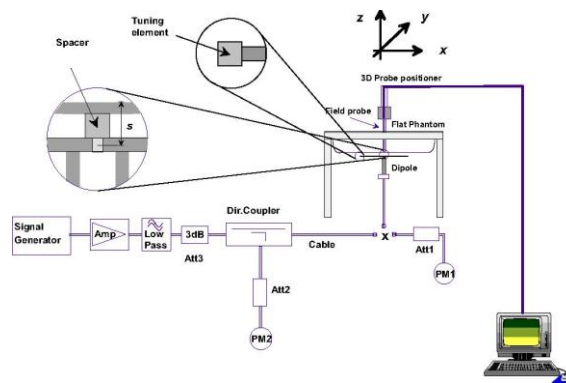 Tuning
element
Spacer
s
z
y
x
3D Probe positioner
Field probe
Flat Phantom
Dipole
Signal
Generator
Amp
Low
Pass
3dB
Att3
Dir.Coupler
Cable
x
Att1
PM1
Att2
PM2